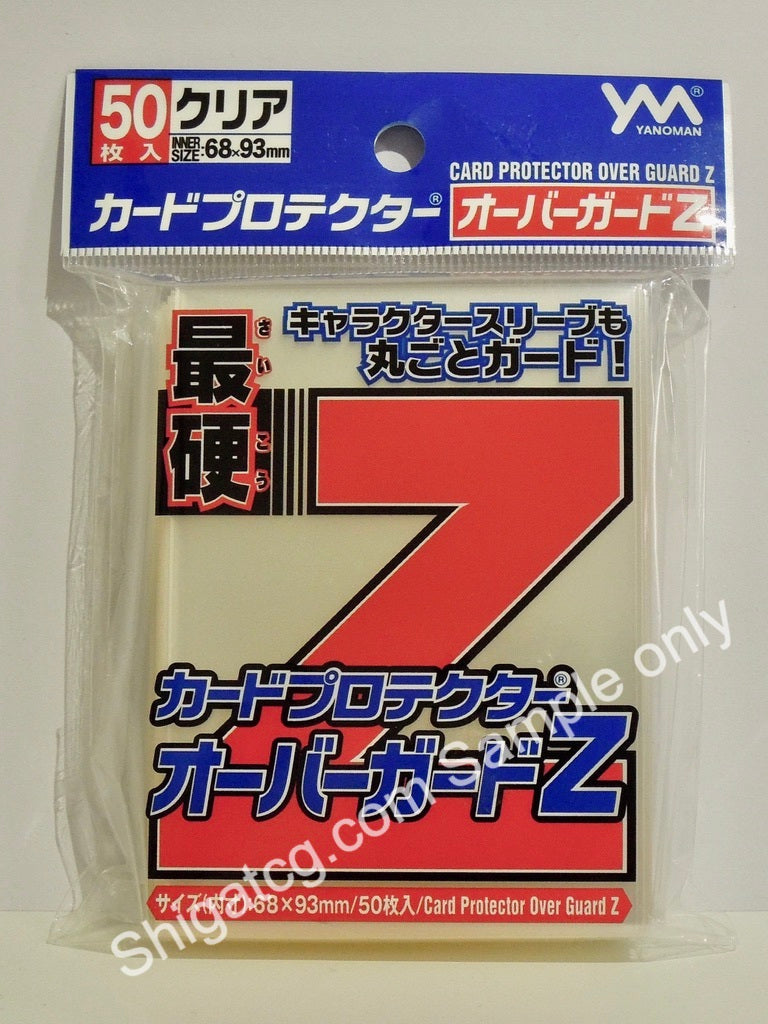 50
枚入
クリア
INNER SIZE:68×93mm
YM®
YANOMAN
CARD PROTECTOR OVER GUARD Z
カードプロテクター®
オーバーガードZ
最硬
さいこう
キャラクタースリーブも
丸ごとガード!
Z
カードプロテクター®
オーバーガードZ
サイズ(内寸):68×93mm/50枚入/Card Protector Over Guard Z
Shigatcg.com Sample only